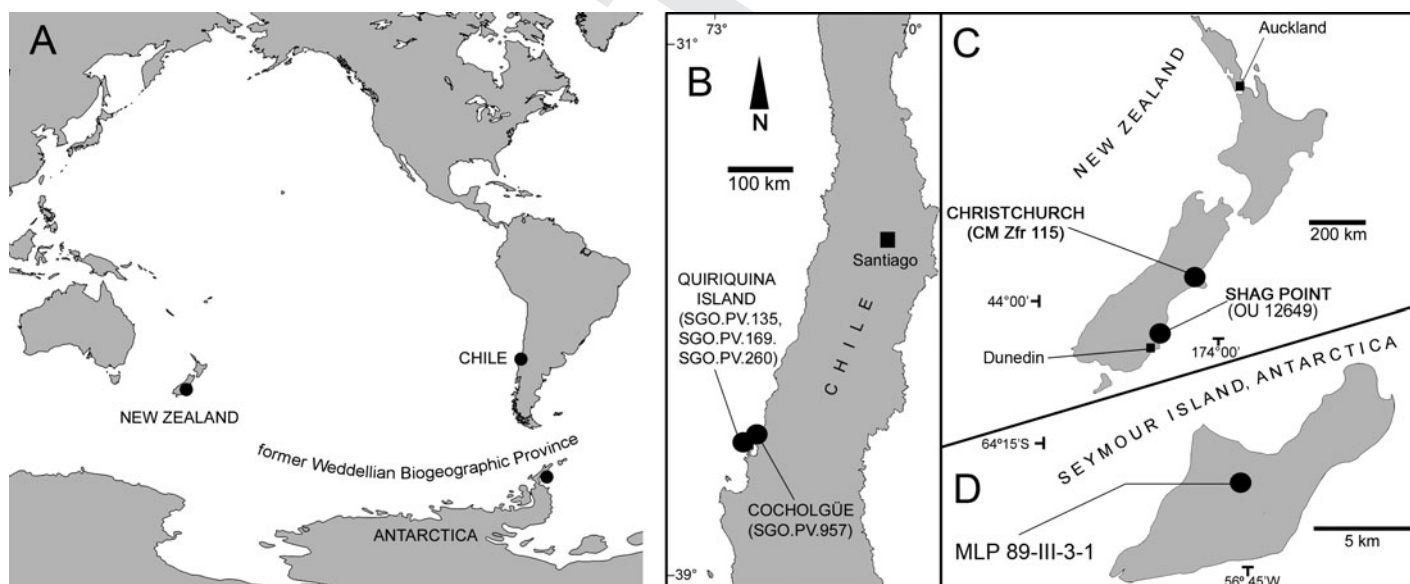 A
CHILE
NEW ZEALAND
former Weddellian Biogeographic Province
ANTARCTICA
B
73°
70°
31°
N
100 km
Santiago
QUIRIQUINA
ISLAND
(SGO.PV.135,
SGO.PV.169.
SGO.PV.260)
CHILE
COCHOLGÜE
(SGO.PV.957)
39°
C
Auckland
NEW ZEALAND
CHRISTCHURCH
(CM Zfr 115)
200 km
44°00'
SHAG POINT
(OU 12649)
Dunedin
174°00'
SEYMOUR ISLAND, ANTARCTICA
64°15'S
D
MLP 89-III-3-1
5 km
56° 45'W